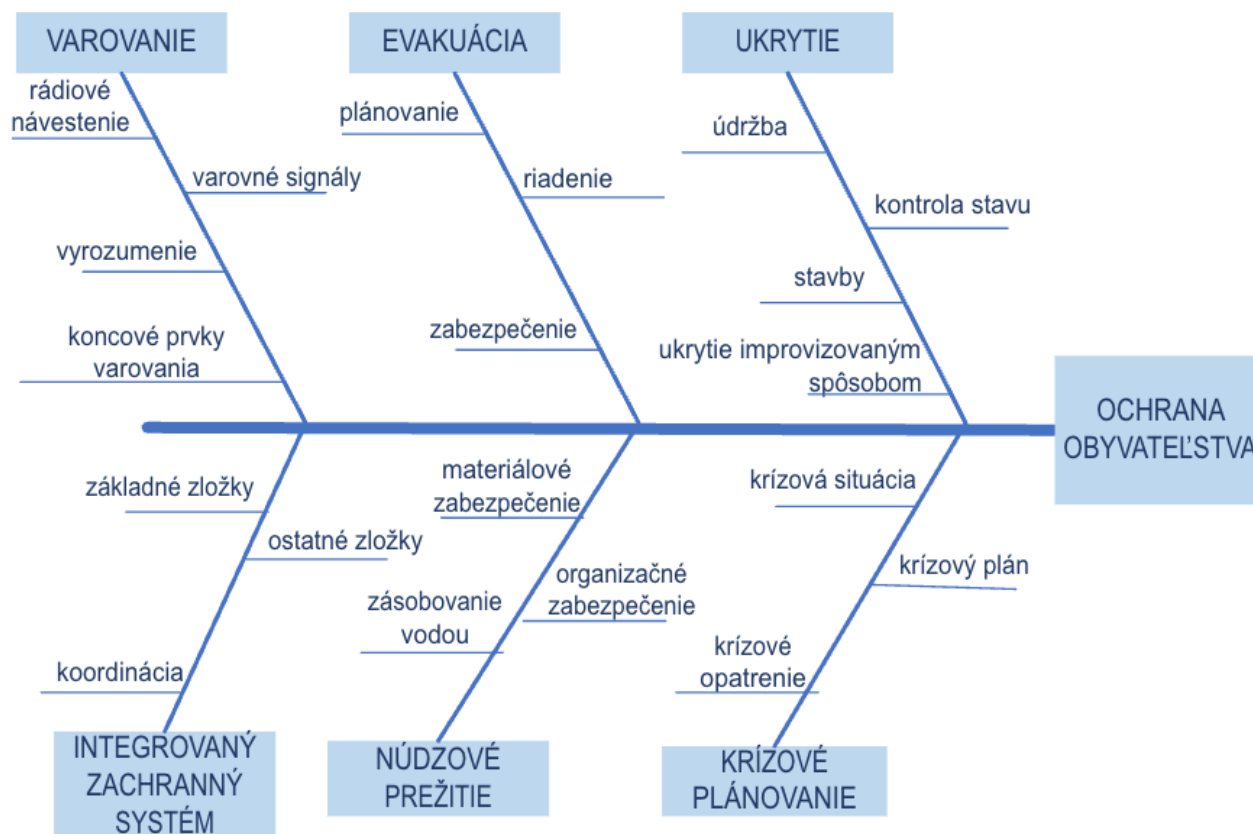 VAROVANIE
EVAKUÁCIA
UKRYTIE
rádiové
návestenie
varovné signály
vyrozumenie
koncové prvky
varovania
plánovanie
riadenie
zabezpečenie
údržba
kontrola stavu
stavby
ukrytie improvizovaným
spôsobom
OCHRANA
OBYVATEĽSTVA
základné zložky
ostatné zložky
koordinácia
materiálové
zabezpečenie
organizačné
zabezpečenie
zásobovanie
vodou
krízová situácia
krízový plán
krízové
opatrenie
INTEGROVANÝ
ZACHRANNÝ
SYSTÉM
NÚDZOVÉ
PREŽITIE
KRÍZOVÉ
PLÁNOVANIE